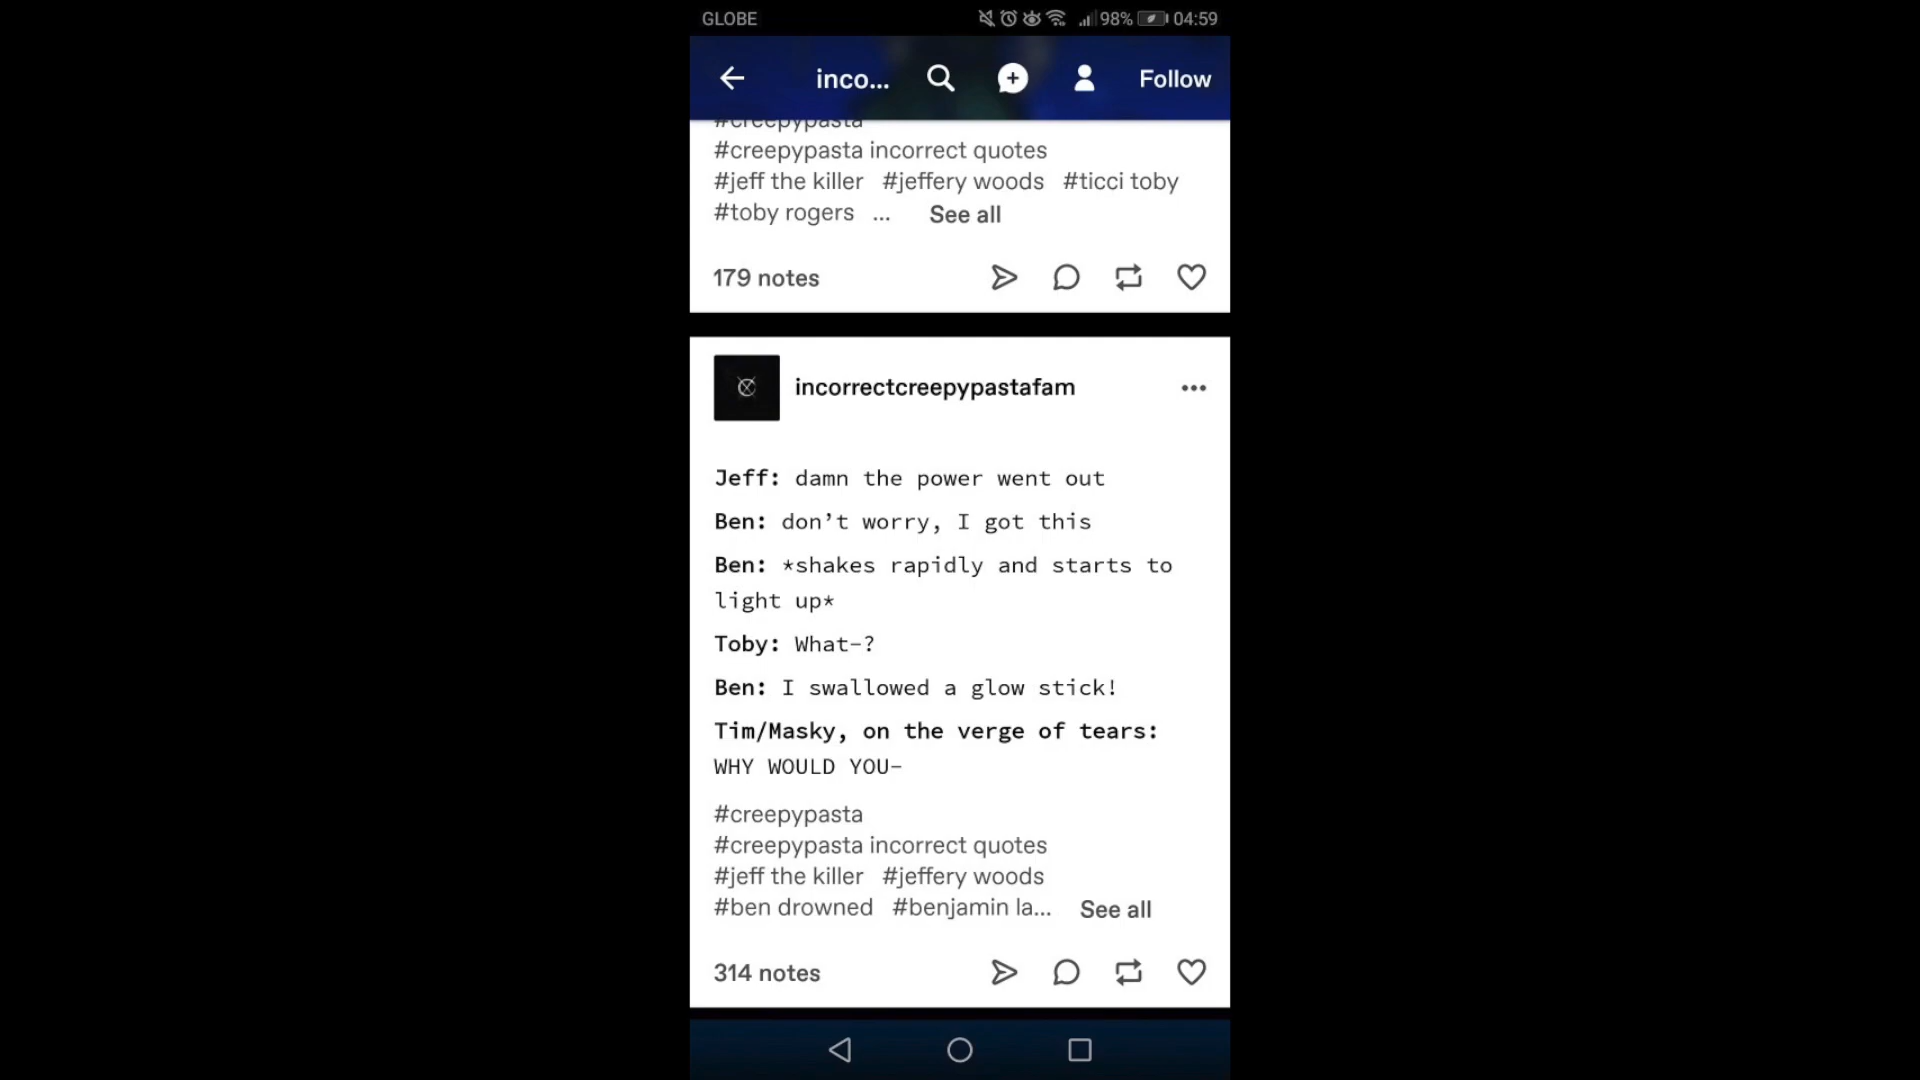 GLOBE 98% 04:59
inco... Follow
#creepypasta
#creepypasta incorrect quotes
#jeff the killer #jeffery woods #ticci toby
#toby rogers ... See all
179 notes
incorrectcreepypastafam
Jeff: damn the power went out
Ben: don’t worry, I got this
Ben: *shakes rapidly and starts to
light up*
Toby: What-?
Ben: I swallowed a glow stick!
Tim/Masky, on the verge of tears:
WHY WOULD YOU-
#creepypasta
#creepypasta incorrect quotes
#jeff the killer #jeffery woods
#ben drowned #benjamin la... See all
314 notes